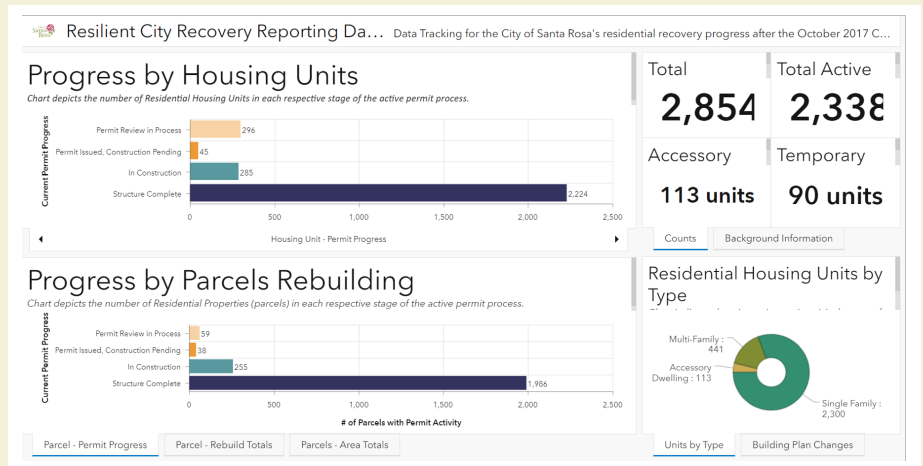 Santa Rosa
Resilient City Recovery Reporting Da... Data Tracking for the City of Santa Rosa's residential recovery progress after the October 2017 C...
Progress by Housing Units
Chart depicts the number of Residential Housing Units in each respective stage of the active permit process.
Current Permit Progress
Permit Review in Process 296
Permit Issued, Construction Pending 45
In Construction 285
Structure Complete 2,224
0 500 1,000 1,500 2,000 2,500
Housing Unit - Permit Progress
Total
2,854
Total Active
2,338
Accessory
113 units
Temporary
90 units
Counts Background Information
Progress by Parcels Rebuilding
Chart depicts the number of Residential Properties (parcels) in each respective stage of the active permit process.
Current Permit Progress
Permit Review in Process 59
Permit Issued, Construction Pending 38
In Construction 255
Structure Complete 1,986
0 500 1,000 1,500 2,000 2,500
# of Parcels with Permit Activity
Parcel - Permit Progress Parcel - Rebuild Totals Parcels - Area Totals
Residential Housing Units by
Type
Multi-Family :
441
Accessory
Dwelling : 113
Single Family :
2,300
Units by Type Building Plan Changes